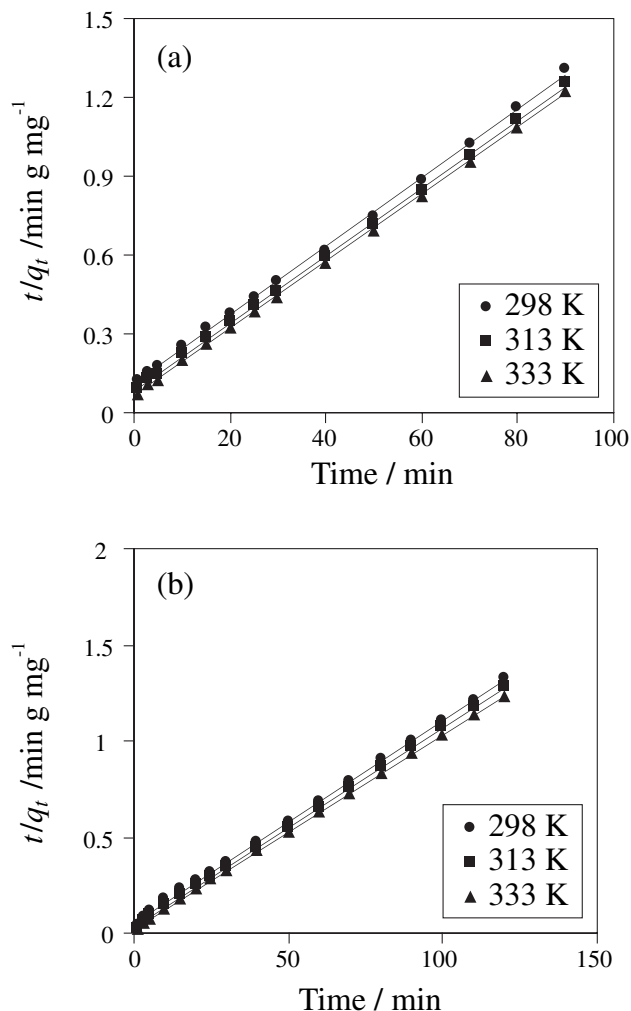 (a)
1.5
1.2
0.9
0.6
0.3
0
t/qₜ /min g mg⁻¹
298 K
313 K
333 K
0 20 40 60 80 100
Time / min
(b)
2
1.5
1
0.5
0
t/qₜ /min g mg⁻¹
298 K
313 K
333 K
0 50 100 150
Time / min